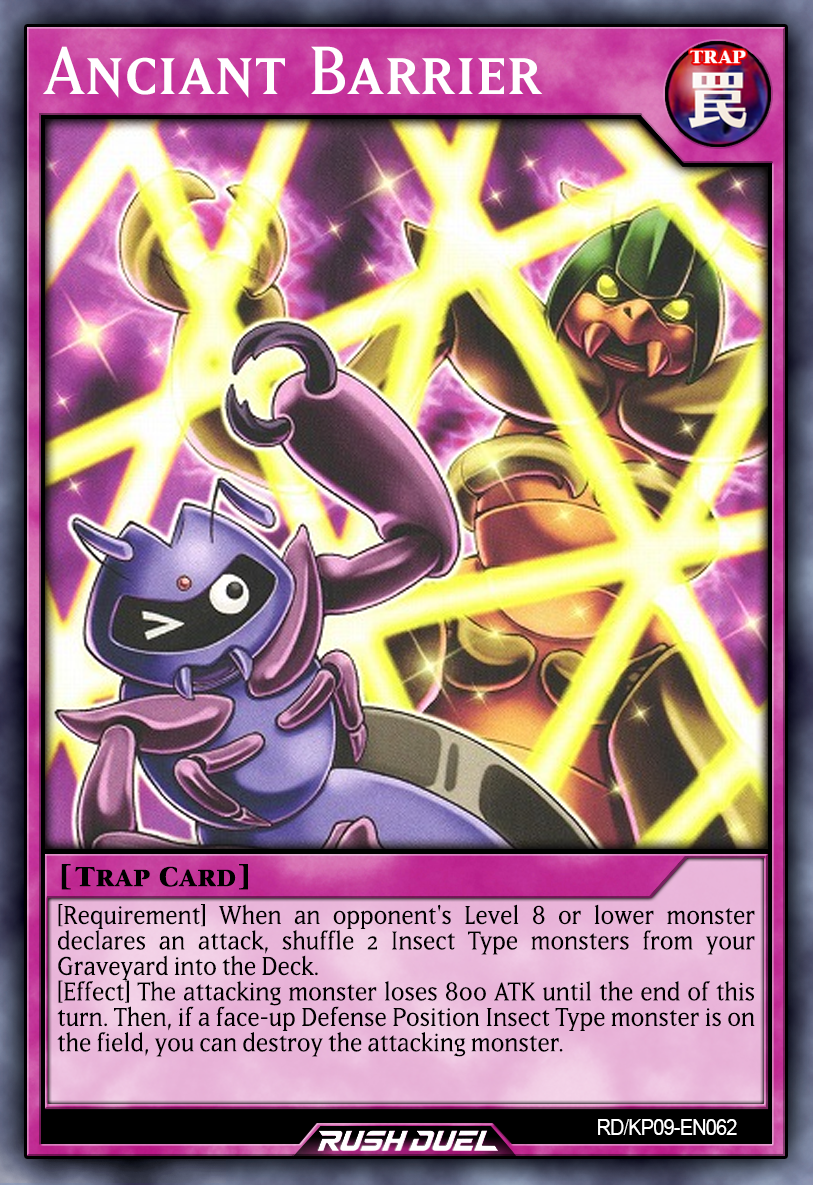 Anciant Barrier
TRAP
罠
[Trap Card]
[Requirement] When an opponent's Level 8 or lower monster
declares an attack, shuffle 2 Insect Type monsters from your
Graveyard into the Deck.
[Effect] The attacking monster loses 800 ATK until the end of this
turn. Then, if a face-up Defense Position Insect Type monster is on
the field, you can destroy the attacking monster.
RD/KP09-EN062
RUSH DUEL